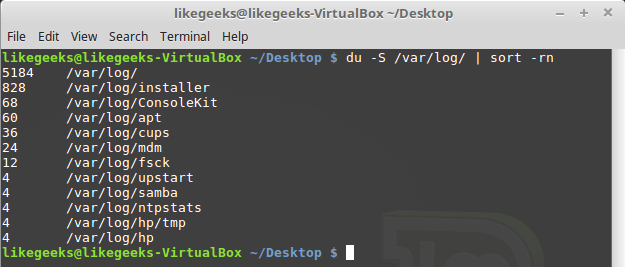 likegeeks@likegeeks-VirtualBox ~/Desktop
File Edit View Search Terminal Help
likegeeks@likegeeks-VirtualBox ~/Desktop $ du -S /var/log/ | sort -rn
5184 /var/log/
828 /var/log/installer
68 /var/log/ConsoleKit
60 /var/log/apt
36 /var/log/cups
24 /var/log/mdm
12 /var/log/fsck
4 /var/log/upstart
4 /var/log/samba
4 /var/log/ntpstats
4 /var/log/hp/tmp
4 /var/log/hp
likegeeks@likegeeks-VirtualBox ~/Desktop $